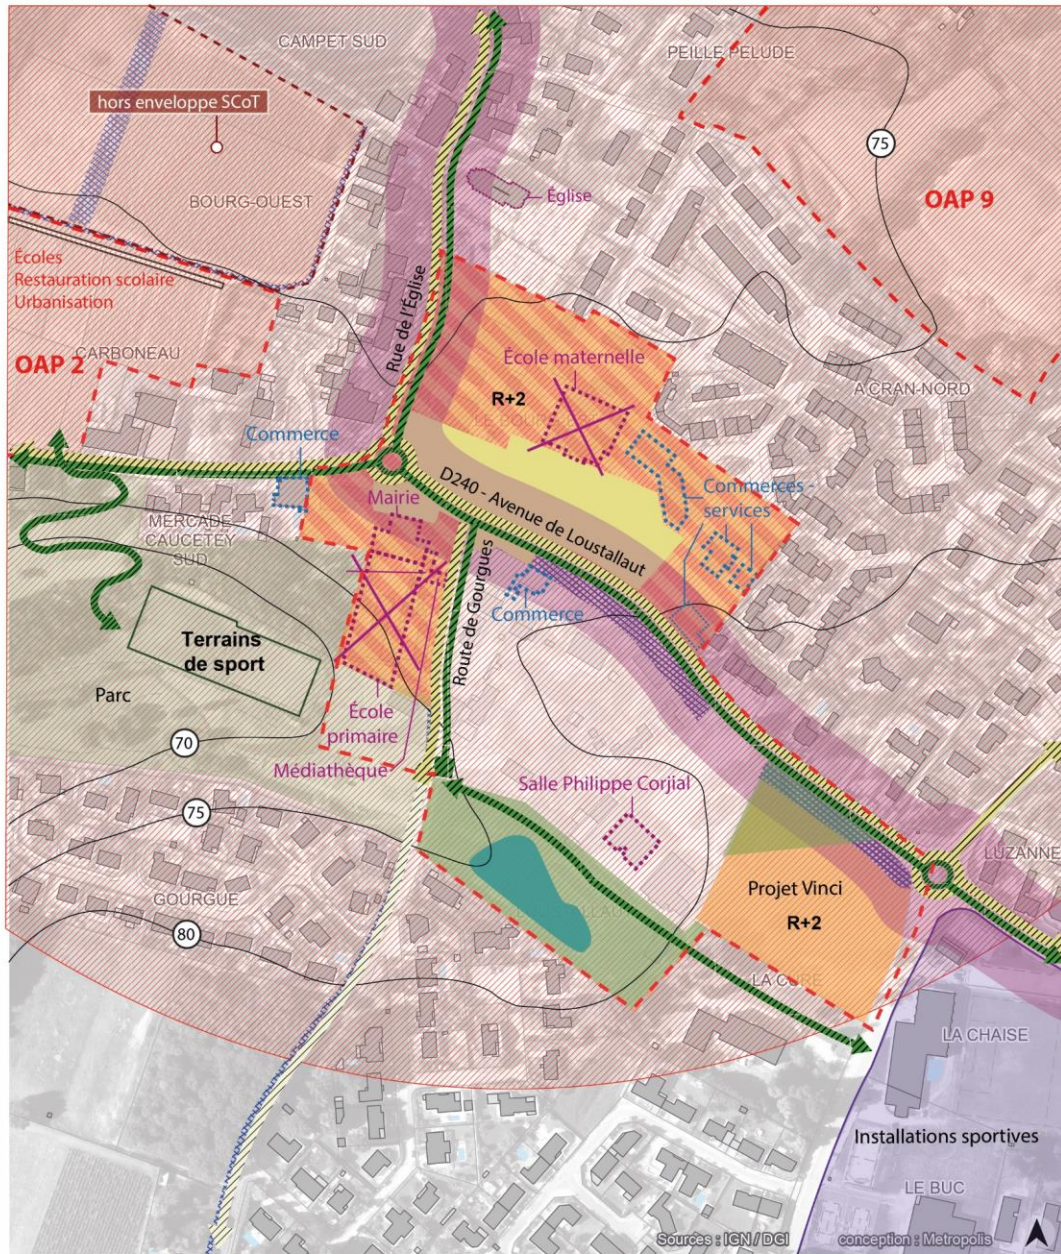 CAMPET SUD
PEILLE PELUDE
hors enveloppe SCoT
75
BOURG-OUEST
Église
OAP 9
Écoles
Restauration scolaire
Urbanisation
Rue de l'Église
CARBONEAU
OAP 2
École maternelle
R+2
A CRAN-NORD
Commerce
D240 - Avenue de Loustallaut
Commerces -
services
Mairie
MERCADE
CAUCETEY
SUD
Route de Gourgues
Commerce
Terrains
de sport
Parc
École
primaire
70
Médiathèque
Salle Philippe Corjial
75
LUZANNE
GOURGUE
Projet Vinci
R+2
80
LA CURE
LA CHAISE
Installations sportives
LE BUC
Sources : IGN / DGI
conception : Metropolis